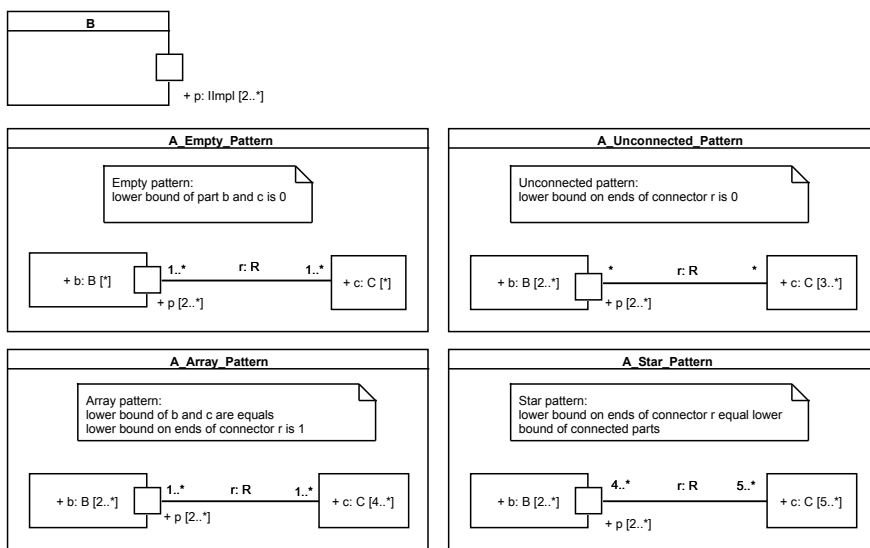 B
+ p: IImpl [2..*]
A_Empty_Pattern
Empty pattern:
lower bound of part b and c is 0
+ b: B [*]
1..*
r: R
1..*
+ c: C [*]
+ p [2..*]
A_Unconnected_Pattern
Unconnected pattern:
lower bound on ends of connector r is 0
+ b: B [2..*]
*
r: R
*
+ c: C [3..*]
+ p [2..*]
A_Array_Pattern
Array pattern:
lower bound of b and c are equals
lower bound on ends of connector r is 1
+ b: B [2..*]
1..*
r: R
1..*
+ c: C [4..*]
+ p [2..*]
A_Star_Pattern
Star pattern:
lower bound on ends of connector r equal lower
bound of connected parts
+ b: B [2..*]
4..*
r: R
5..*
+ c: C [5..*]
+ p [2..*]